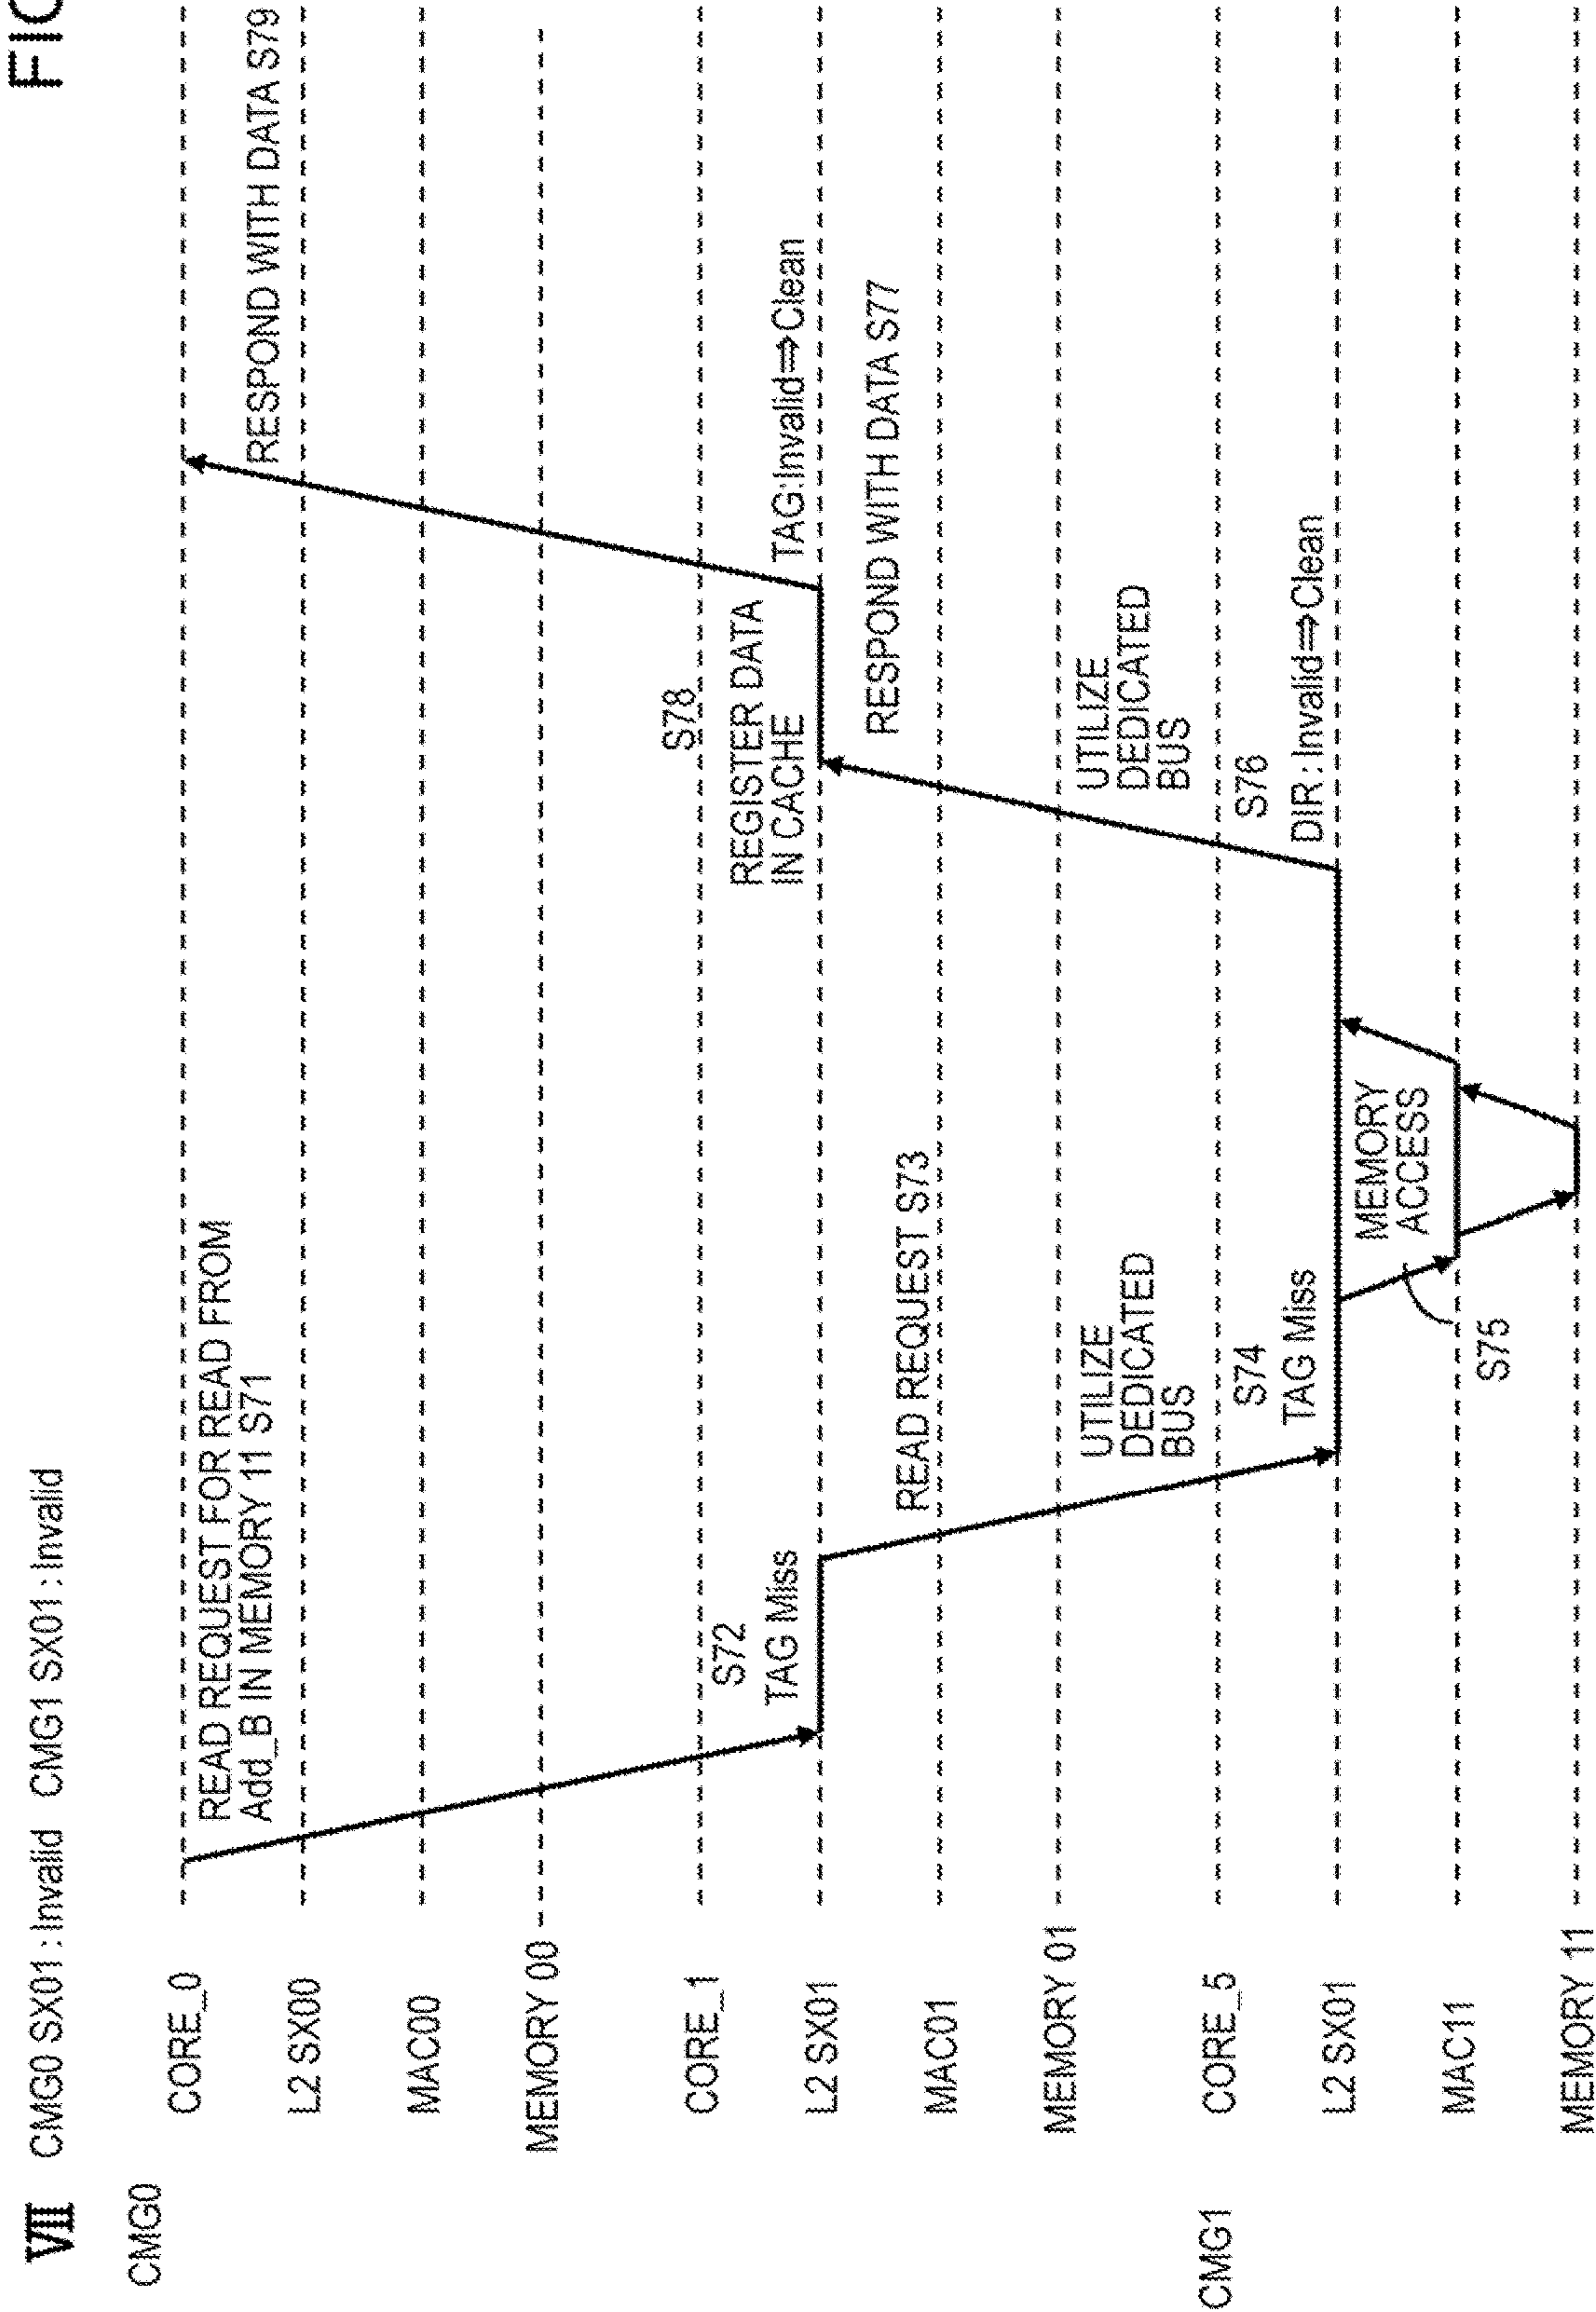 FIG
VII CMG0 SX01 : Invalid CMG1 SX01 : Invalid
CMG0
CORE_0
READ REQUEST FOR READ FROM
Add_B IN MEMORY 11 S71
RESPOND WITH DATA S79
L2 SX00
MAC00
MEMORY 00
CORE_1
S72
TAG Miss
S78
REGISTER DATA
IN CACHE
TAG:Invalid⇒Clean
L2 SX01
READ REQUEST S73
RESPOND WITH DATA S77
MAC01
MEMORY 01
UTILIZE
DEDICATED
BUS
UTILIZE
DEDICATED
BUS
CMG1
CORE_5
S74
TAG Miss
S76
DIR : Invalid⇒Clean
L2 SX01
MEMORY
ACCESS
MAC11
S75
MEMORY 11